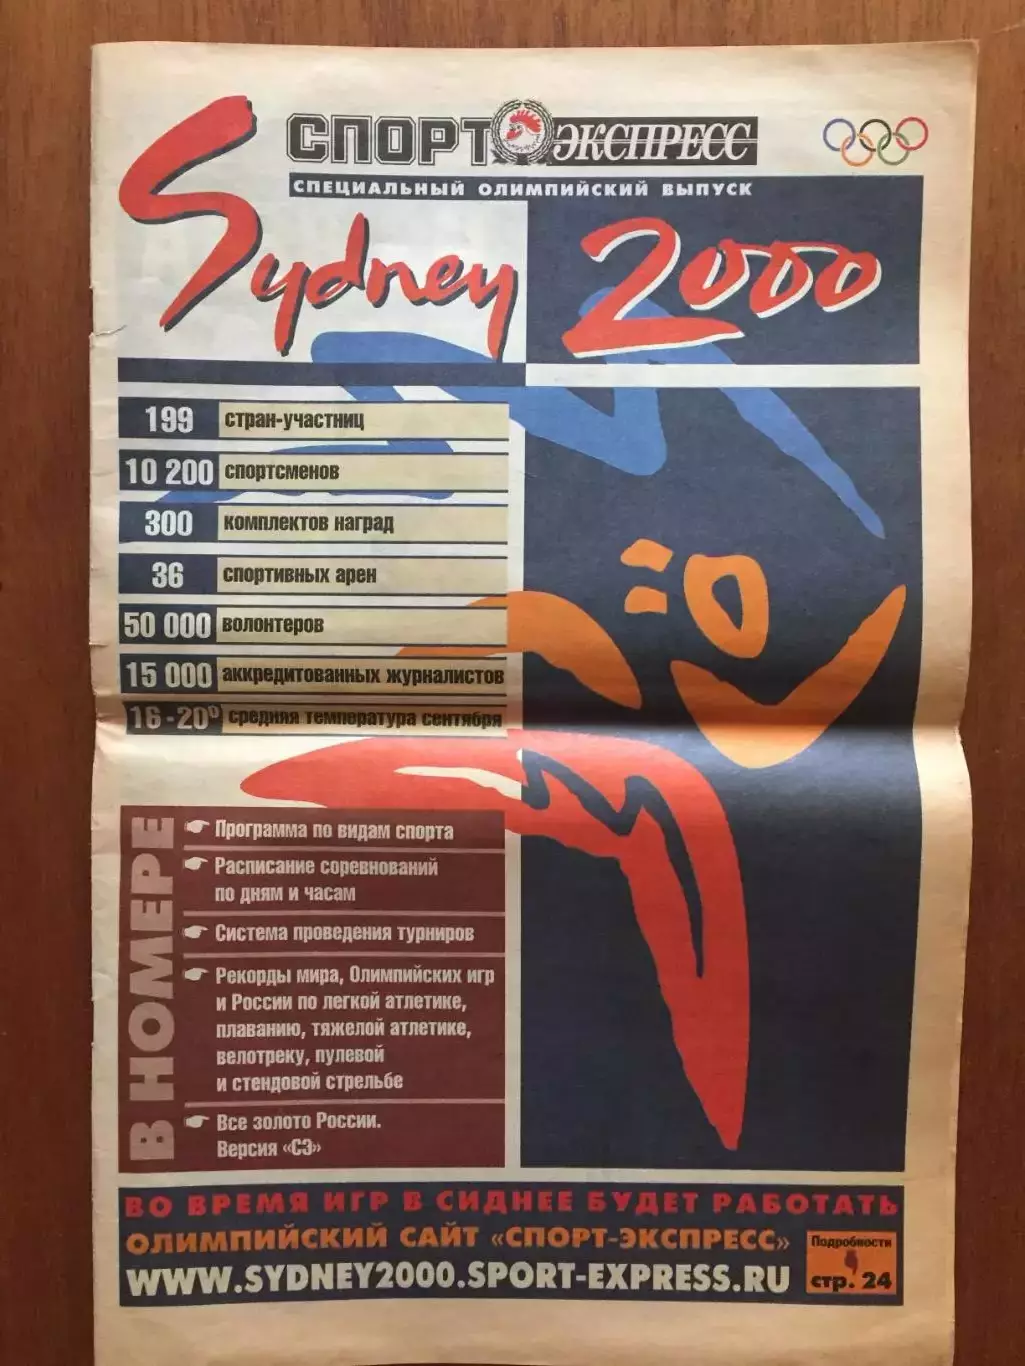 СПОРТ ЭКСПРЕСС
СПЕЦИАЛЬНЫЙ ОЛИМПИЙСКИЙ ВЫПУСК
Sydney 2000
199 стран-участниц
10 200 спортсменов
300 комплектов наград
36 спортивных арен
50 000 волонтеров
15 000 аккредитованных журналистов
16-20° средняя температура сентября
В НОМЕРЕ
Программа по видам спорта
Расписание соревнований
по дням и часам
Система проведения турниров
Рекорды мира, Олимпийских игр
и России по легкой атлетике,
плаванию, тяжелой атлетике,
велотреку, пулевой
и стендовой стрельбе
Все золото России.
Версия «СЭ»
ВО ВРЕМЯ ИГР В СИДНЕЕ БУДЕТ РАБОТАТЬ
ОЛИМПИЙСКИЙ САЙТ «СПОРТ-ЭКСПРЕСС»
WWW.SYDNEY2000.SPORT-EXPRESS.RU
Подробности
стр. 24